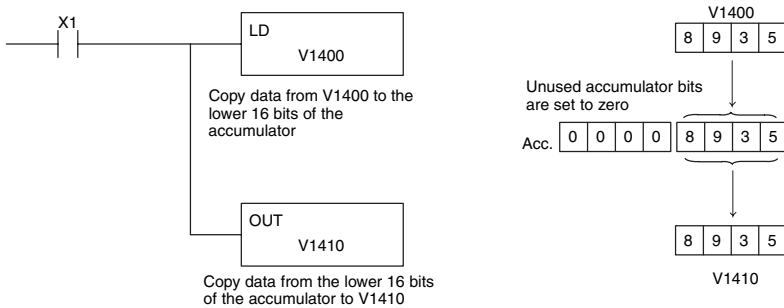 X1
LD
V1400
Copy data from V1400 to the
lower 16 bits of the
accumulator
OUT
V1410
Copy data from the lower 16 bits
of the accumulator to V1410
V1400
8 9 3 5
Unused accumulator bits
are set to zero
Acc. 0 0 0 0 8 9 3 5
8 9 3 5
V1410